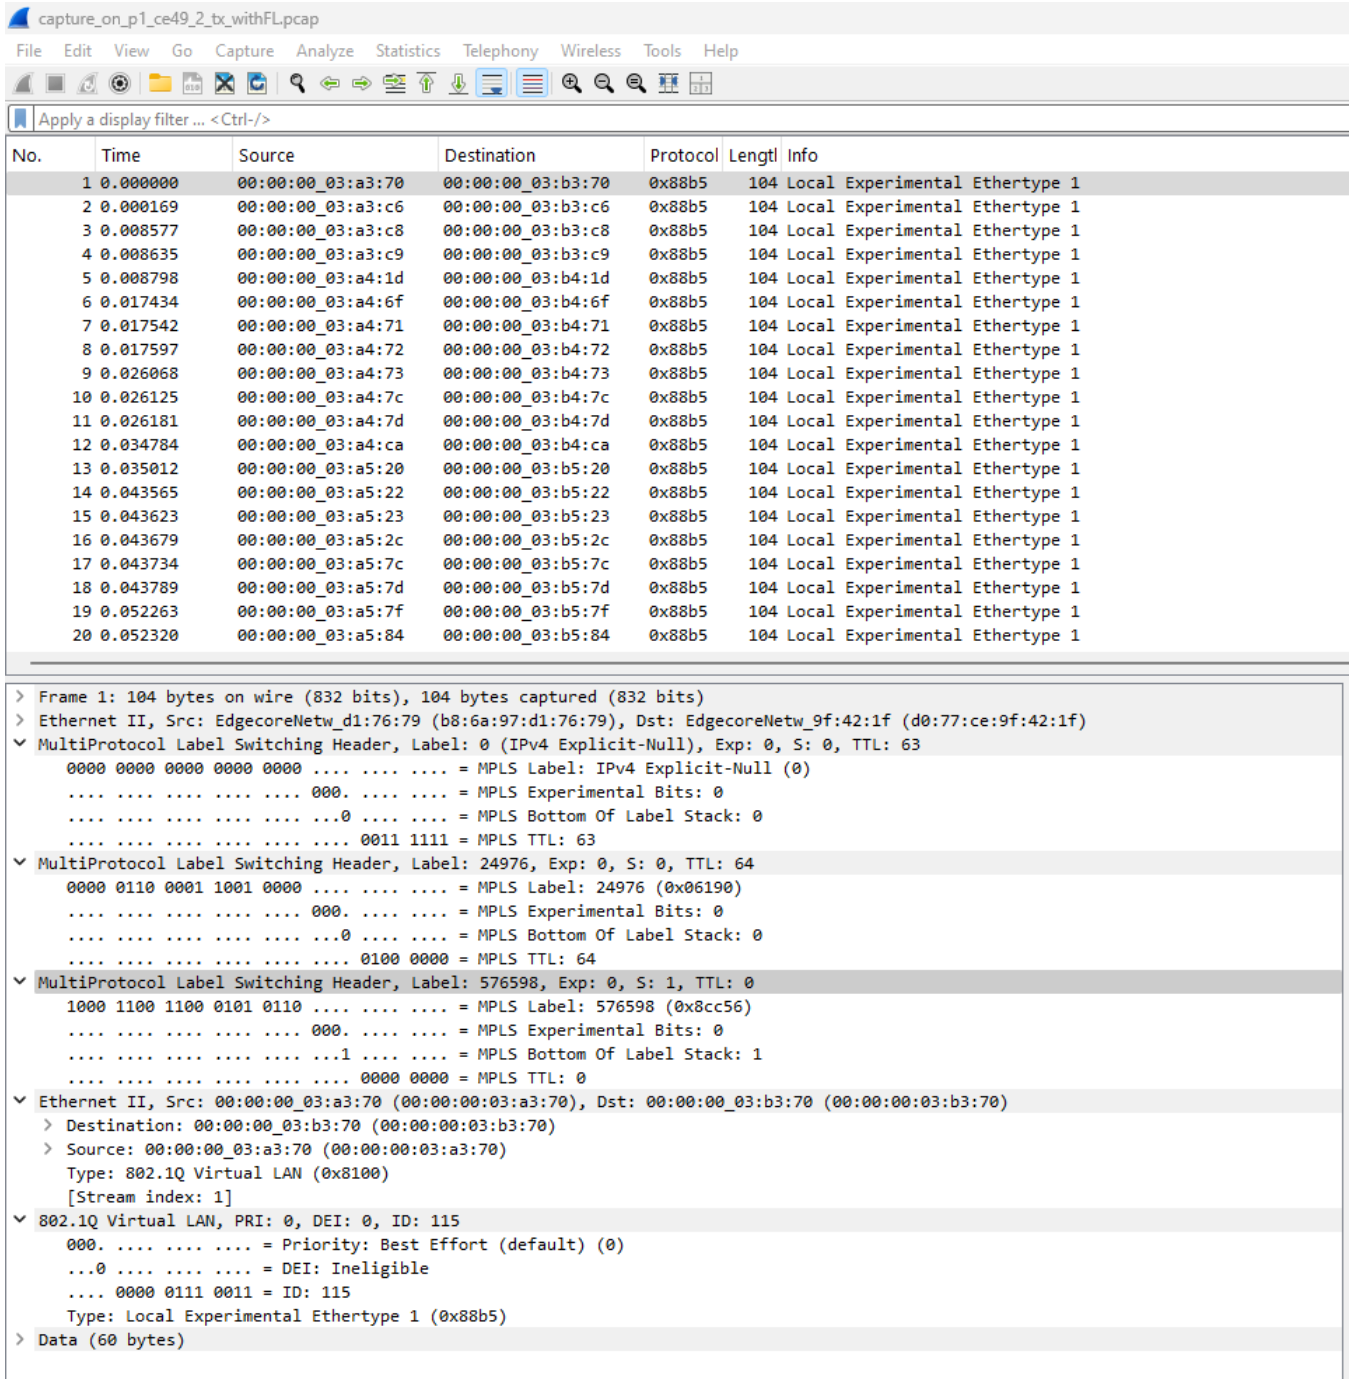 capture_on_p1_ce49_2_tx_withFL.pcap
File Edit View Go Capture Analyze Statistics Telephony Wireless Tools Help
Apply a display filter ... <Ctrl-/>
No. Time Source Destination Protocol Lengtl Info
1 0.000000 00:00:00_03:a3:70 00:00:00_03:b3:70 0x88b5 104 Local Experimental Ethertype 1
2 0.000169 00:00:00_03:a3:c6 00:00:00_03:b3:c6 0x88b5 104 Local Experimental Ethertype 1
3 0.008577 00:00:00_03:a3:c8 00:00:00_03:b3:c8 0x88b5 104 Local Experimental Ethertype 1
4 0.008635 00:00:00_03:a3:c9 00:00:00_03:b3:c9 0x88b5 104 Local Experimental Ethertype 1
5 0.008798 00:00:00_03:a4:1d 00:00:00_03:b4:1d 0x88b5 104 Local Experimental Ethertype 1
6 0.017434 00:00:00_03:a4:6f 00:00:00_03:b4:6f 0x88b5 104 Local Experimental Ethertype 1
7 0.017542 00:00:00_03:a4:71 00:00:00_03:b4:71 0x88b5 104 Local Experimental Ethertype 1
8 0.017597 00:00:00_03:a4:72 00:00:00_03:b4:72 0x88b5 104 Local Experimental Ethertype 1
9 0.026068 00:00:00_03:a4:73 00:00:00_03:b4:73 0x88b5 104 Local Experimental Ethertype 1
10 0.026125 00:00:00_03:a4:7c 00:00:00_03:b4:7c 0x88b5 104 Local Experimental Ethertype 1
11 0.026181 00:00:00_03:a4:7d 00:00:00_03:b4:7d 0x88b5 104 Local Experimental Ethertype 1
12 0.034784 00:00:00_03:a4:ca 00:00:00_03:b4:ca 0x88b5 104 Local Experimental Ethertype 1
13 0.035012 00:00:00_03:a5:20 00:00:00_03:b5:20 0x88b5 104 Local Experimental Ethertype 1
14 0.043565 00:00:00_03:a5:22 00:00:00_03:b5:22 0x88b5 104 Local Experimental Ethertype 1
15 0.043623 00:00:00_03:a5:23 00:00:00_03:b5:23 0x88b5 104 Local Experimental Ethertype 1
16 0.043679 00:00:00_03:a5:2c 00:00:00_03:b5:2c 0x88b5 104 Local Experimental Ethertype 1
17 0.043734 00:00:00_03:a5:7c 00:00:00_03:b5:7c 0x88b5 104 Local Experimental Ethertype 1
18 0.043789 00:00:00_03:a5:7d 00:00:00_03:b5:7d 0x88b5 104 Local Experimental Ethertype 1
19 0.052263 00:00:00_03:a5:7f 00:00:00_03:b5:7f 0x88b5 104 Local Experimental Ethertype 1
20 0.052320 00:00:00_03:a5:84 00:00:00_03:b5:84 0x88b5 104 Local Experimental Ethertype 1
Frame 1: 104 bytes on wire (832 bits), 104 bytes captured (832 bits)
Ethernet II, Src: EdgecoreNetw_d1:76:79 (b8:6a:97:d1:76:79), Dst: EdgecoreNetw_9f:42:1f (d0:77:ce:9f:42:1f)
MultiProtocol Label Switching Header, Label: 0 (IPv4 Explicit-Null), Exp: 0, S: 0, TTL: 63
0000 0000 0000 0000 0000 .... .... .... = MPLS Label: IPv4 Explicit-Null (0)
.... .... .... .... .... 000. .... .... = MPLS Experimental Bits: 0
.... .... .... .... .... ...0 .... .... = MPLS Bottom Of Label Stack: 0
.... .... .... .... .... .... 0011 1111 = MPLS TTL: 63
MultiProtocol Label Switching Header, Label: 24976, Exp: 0, S: 0, TTL: 64
0000 0110 0001 1001 0000 .... .... .... = MPLS Label: 24976 (0x06190)
.... .... .... .... .... 000. .... .... = MPLS Experimental Bits: 0
.... .... .... .... .... ...0 .... .... = MPLS Bottom Of Label Stack: 0
.... .... .... .... .... .... 0100 0000 = MPLS TTL: 64
MultiProtocol Label Switching Header, Label: 576598, Exp: 0, S: 1, TTL: 0
1000 1100 1100 0101 0110 .... .... .... = MPLS Label: 576598 (0x8cc56)
.... .... .... .... .... 000. .... .... = MPLS Experimental Bits: 0
.... .... .... .... .... ...1 .... .... = MPLS Bottom Of Label Stack: 1
.... .... .... .... .... .... 0000 0000 = MPLS TTL: 0
Ethernet II, Src: 00:00:00_03:a3:70 (00:00:00:03:a3:70), Dst: 00:00:00_03:b3:70 (00:00:00:03:b3:70)
Destination: 00:00:00_03:b3:70 (00:00:00:03:b3:70)
Source: 00:00:00_03:a3:70 (00:00:00:03:a3:70)
Type: 802.1Q Virtual LAN (0x8100)
[Stream index: 1]
802.1Q Virtual LAN, PRI: 0, DEI: 0, ID: 115
000. .... .... .... = Priority: Best Effort (default) (0)
...0 .... .... .... = DEI: Ineligible
.... 0000 0111 0011 = ID: 115
Type: Local Experimental Ethertype 1 (0x88b5)
Data (60 bytes)